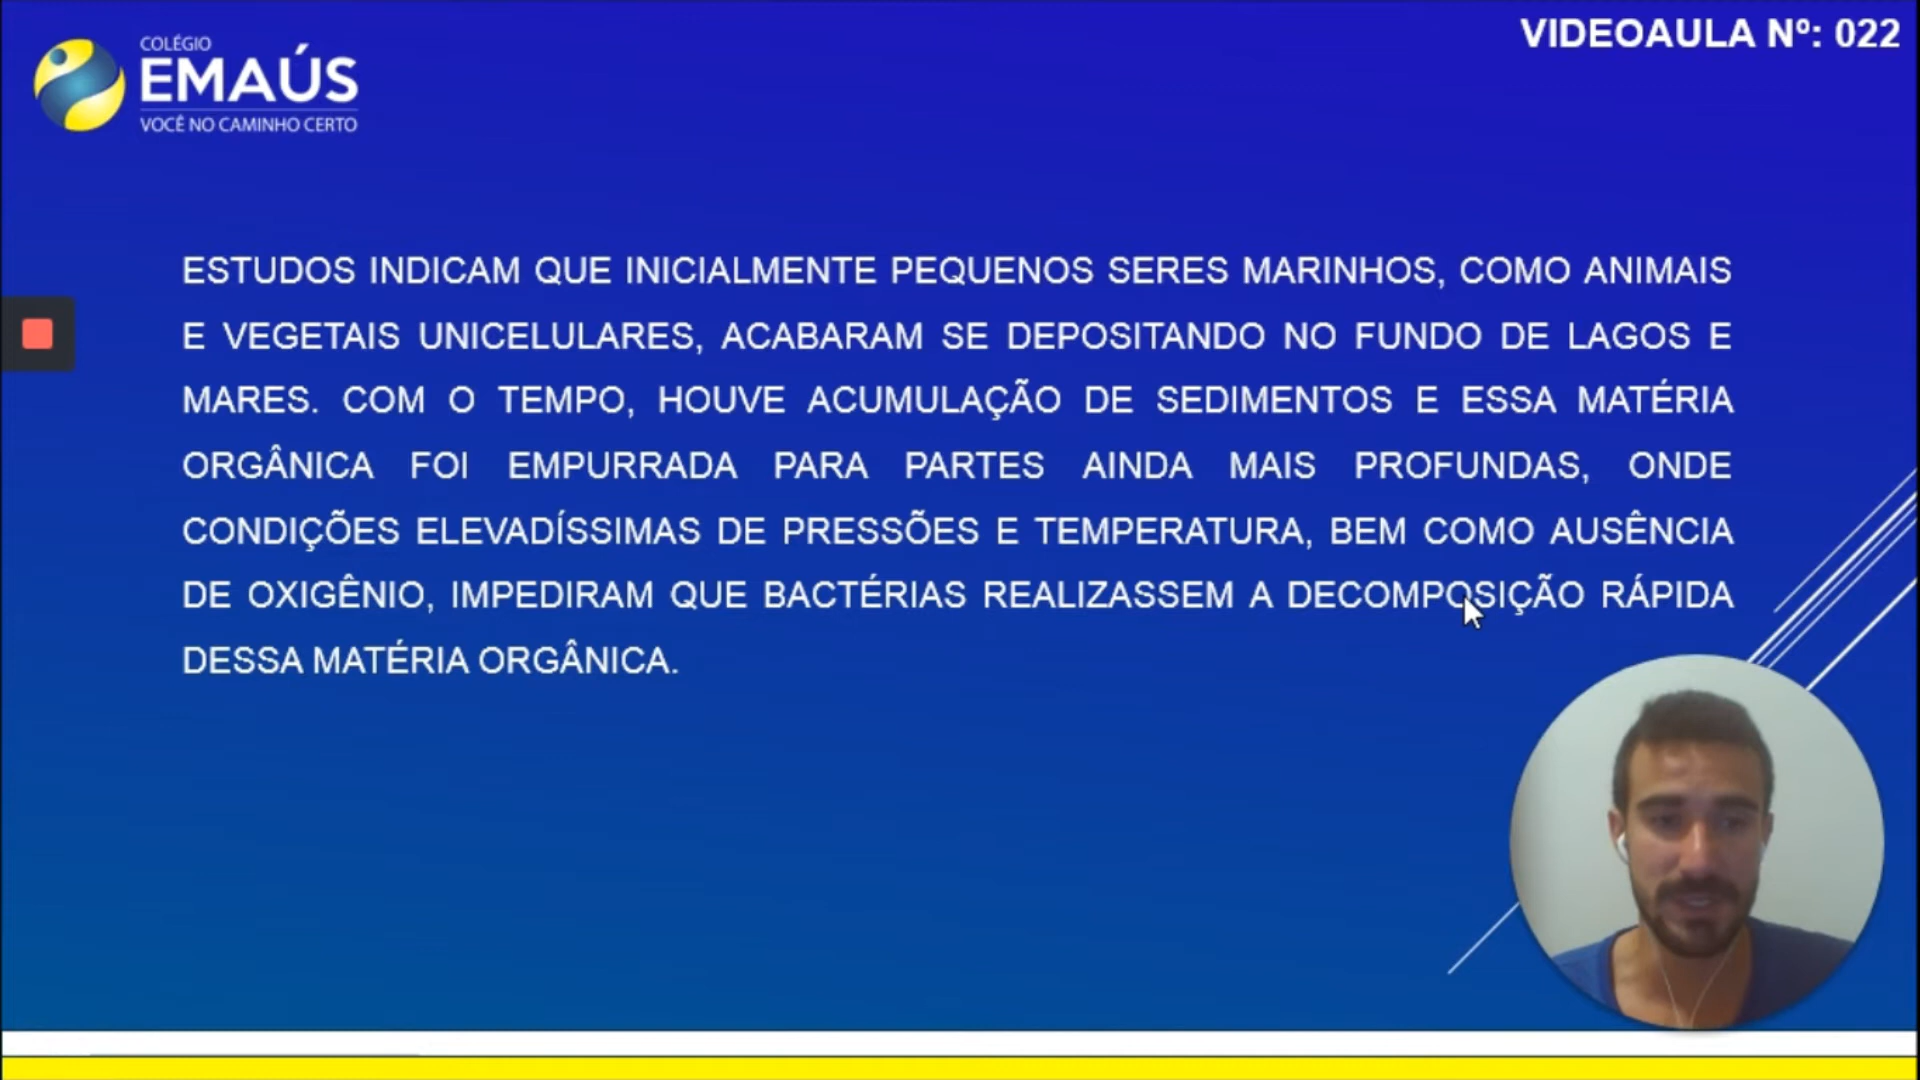 COLÉGIO
EMAÚS
VOCÊ NO CAMINHO CERTO
VIDEOAULA Nº: 022
ESTUDOS INDICAM QUE INICIALMENTE PEQUENOS SERES MARINHOS, COMO ANIMAIS
E VEGETAIS UNICELULARES, ACABARAM SE DEPOSITANDO NO FUNDO DE LAGOS E
MARES. COM O TEMPO, HOUVE ACUMULAÇÃO DE SEDIMENTOS E ESSA MATÉRIA
ORGÂNICA FOI EMPURRADA PARA PARTES AINDA MAIS PROFUNDAS, ONDE
CONDIÇÕES ELEVADÍSSIMAS DE PRESSÕES E TEMPERATURA, BEM COMO AUSÊNCIA
DE OXIGÊNIO, IMPEDIRAM QUE BACTÉRIAS REALIZASSEM A DECOMPOSIÇÃO RÁPIDA
DESSA MATÉRIA ORGÂNICA.